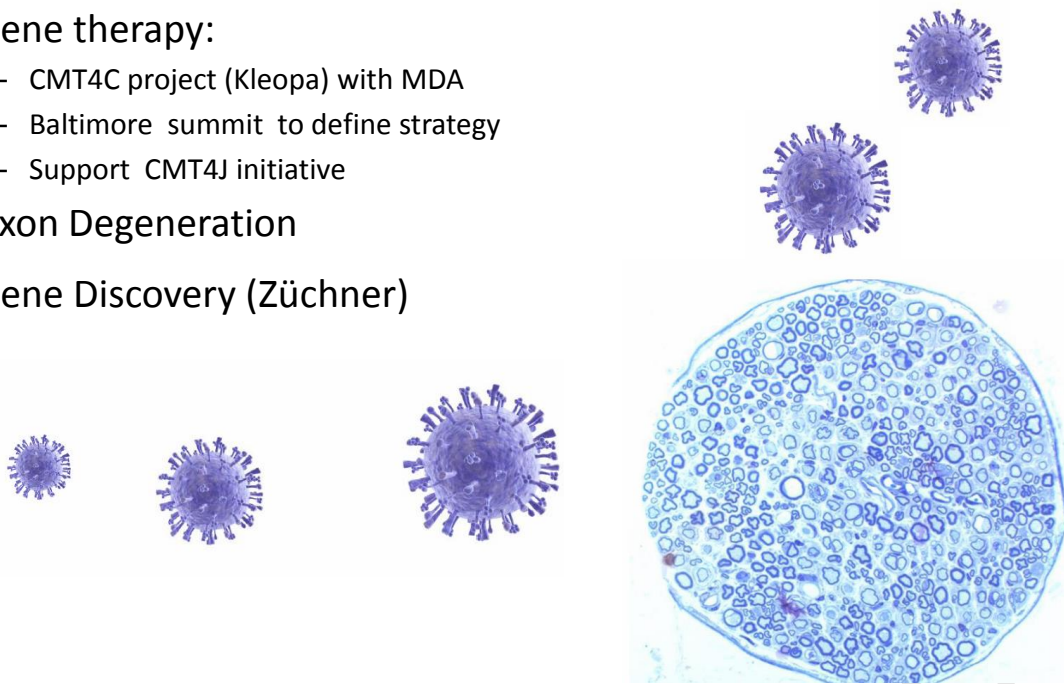 ene therapy:
- CMT4C project (Kleopa) with MDA
- Baltimore summit to define strategy
- Support CMT4J initiative
xon Degeneration
ene Discovery (Züchner)